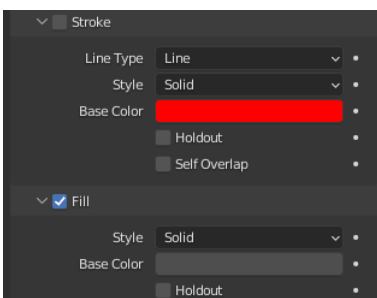 Stroke
Line Type Line
Style Solid
Base Color
Holdout
Self Overlap
Fill
Style Solid
Base Color
Holdout